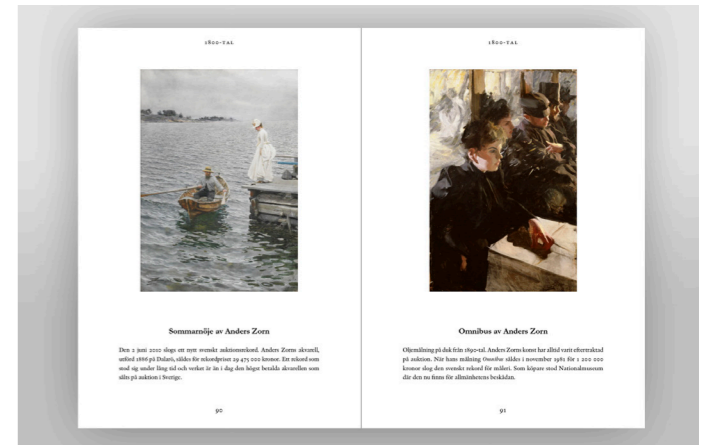 1800-TAL
Sommarnöje av Anders Zorn
Den 2 juni 2010 slogs ett nytt svenskt auktionsrekord. Anders Zorns akvarell,
utförd 1886 på Dalarö, såldes för rekordpriset 29 475 000 kronor. Ett rekord som
stod sig under lång tid och verket är än i dag den högst betalda akvarellen som
sålts på auktion i Sverige.
90
1800-TAL
Omnibus av Anders Zorn
Oljemålning på duk från 1890-tal. Anders Zorns konst har alltid varit eftertraktad
på auktion. När hans målning Omnibus såldes i november 1981 för 1 200 000
kronor slog den svenskt rekord för måleri. Som köpare stod Nationalmuseum
där den nu finns för allmänhetens beskådan.
91